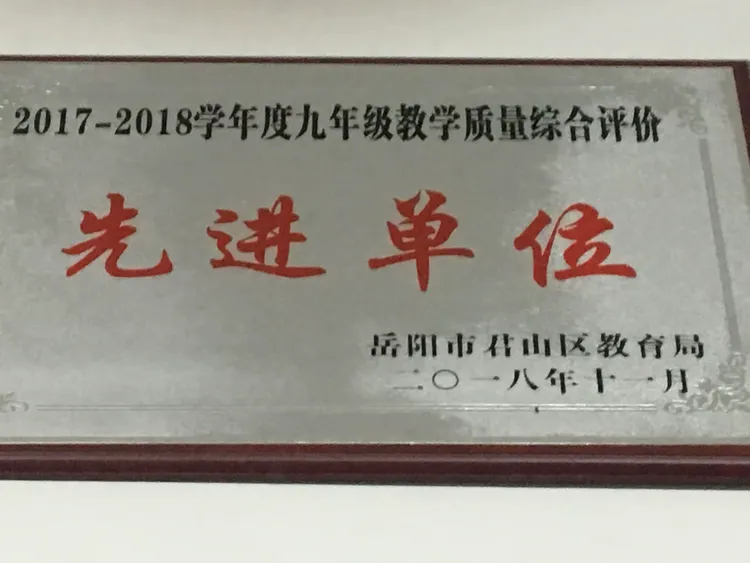 2017-2018学年度九年级教学质量综合评价
先进单位
岳阳市君山区教育局
二〇一八年十一月